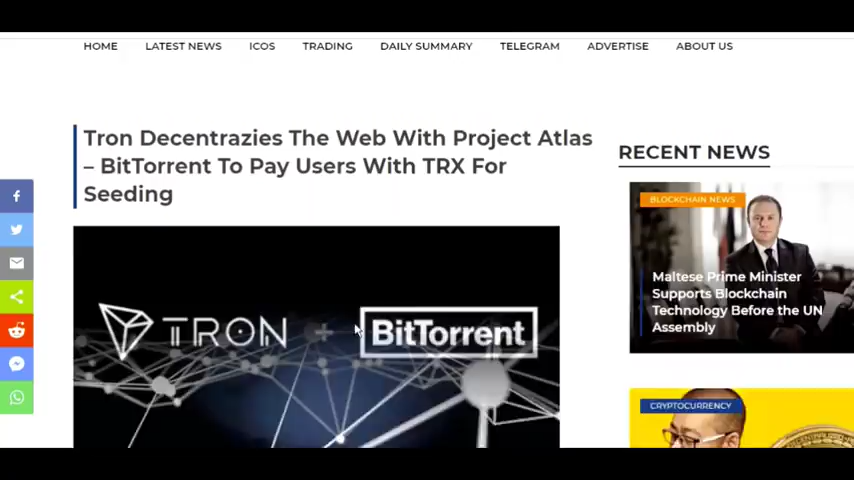 HOME LATEST NEWS ICOS TRADING DAILY SUMMARY TELEGRAM ADVERTISE ABOUT US
Tron Decentrazies The Web With Project Atlas
– BitTorrent To Pay Users With TRX For
Seeding
TRON + BitTorrent
RECENT NEWS
BLOCKCHAIN NEWS
Maltese Prime Minister
Supports Blockchain
Technology Before the UN
Assembly
CRYPTOCURRENCY